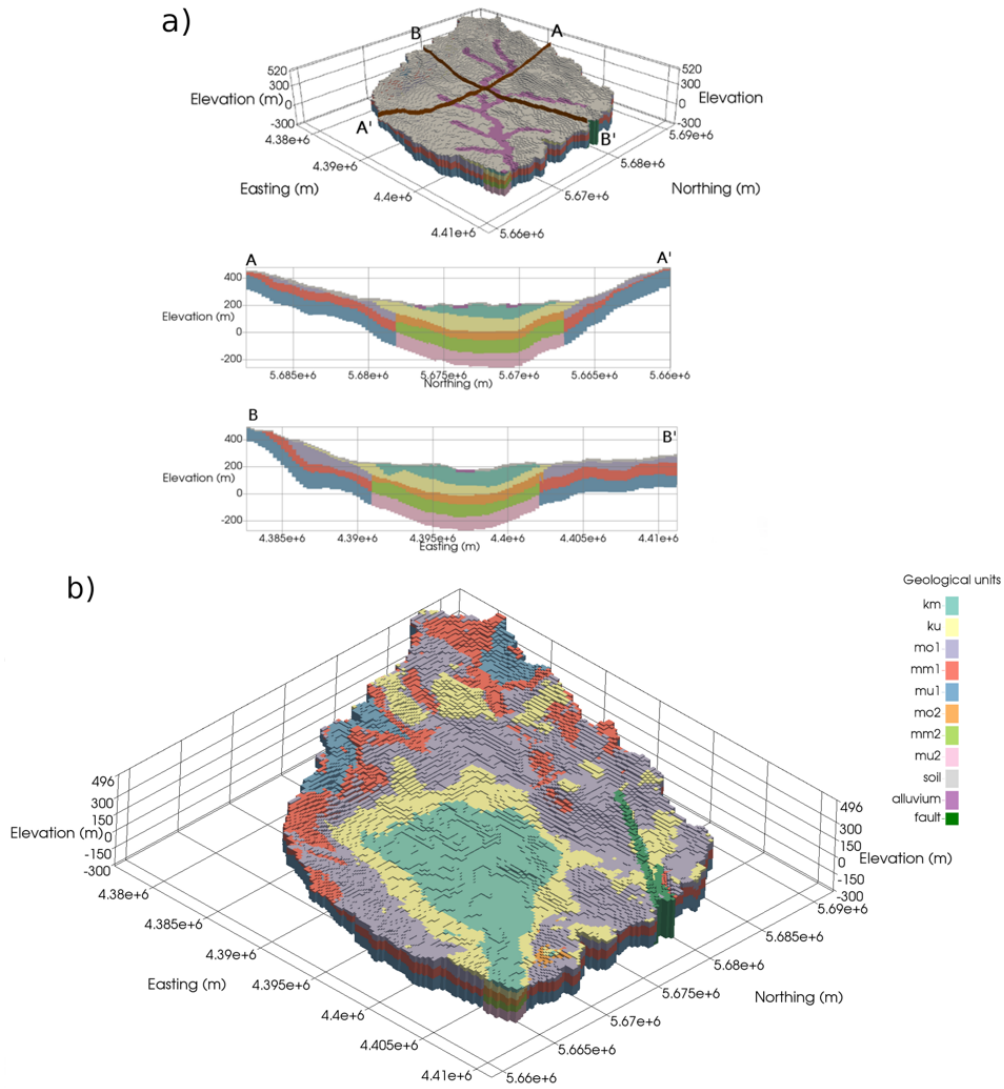 a)
B
A
A'
B'
520
300
0
-300
Elevation (m)
520
300
0
-300
Elevation
4.38e+6
4.39e+6
4.4e+6
4.41e+6
Easting (m)
5.66e+6
5.67e+6
5.68e+6
5.69e+6
Northing (m)
A
A'
400
200
0
-200
Elevation (m)
5.685e+6
5.68e+6
5.675e+6
5.67e+6
5.665e+6
5.66e+6
Northing (m)
B
B'
400
200
0
-200
Elevation (m)
4.385e+6
4.39e+6
4.395e+6
4.4e+6
4.405e+6
4.41e+6
Easting (m)
b)
Geological units
km
ku
mo1
mm1
mu1
mo2
mm2
mu2
soil
alluvium
fault
496
300
150
0
-150
-300
Elevation (m)
496
300
150
0
-150
-300
Elevation (m)
4.38e+6
4.385e+6
4.39e+6
4.395e+6
4.4e+6
4.405e+6
4.41e+6
Easting (m)
5.66e+6
5.665e+6
5.67e+6
5.675e+6
5.68e+6
5.685e+6
5.69e+6
Northing (m)